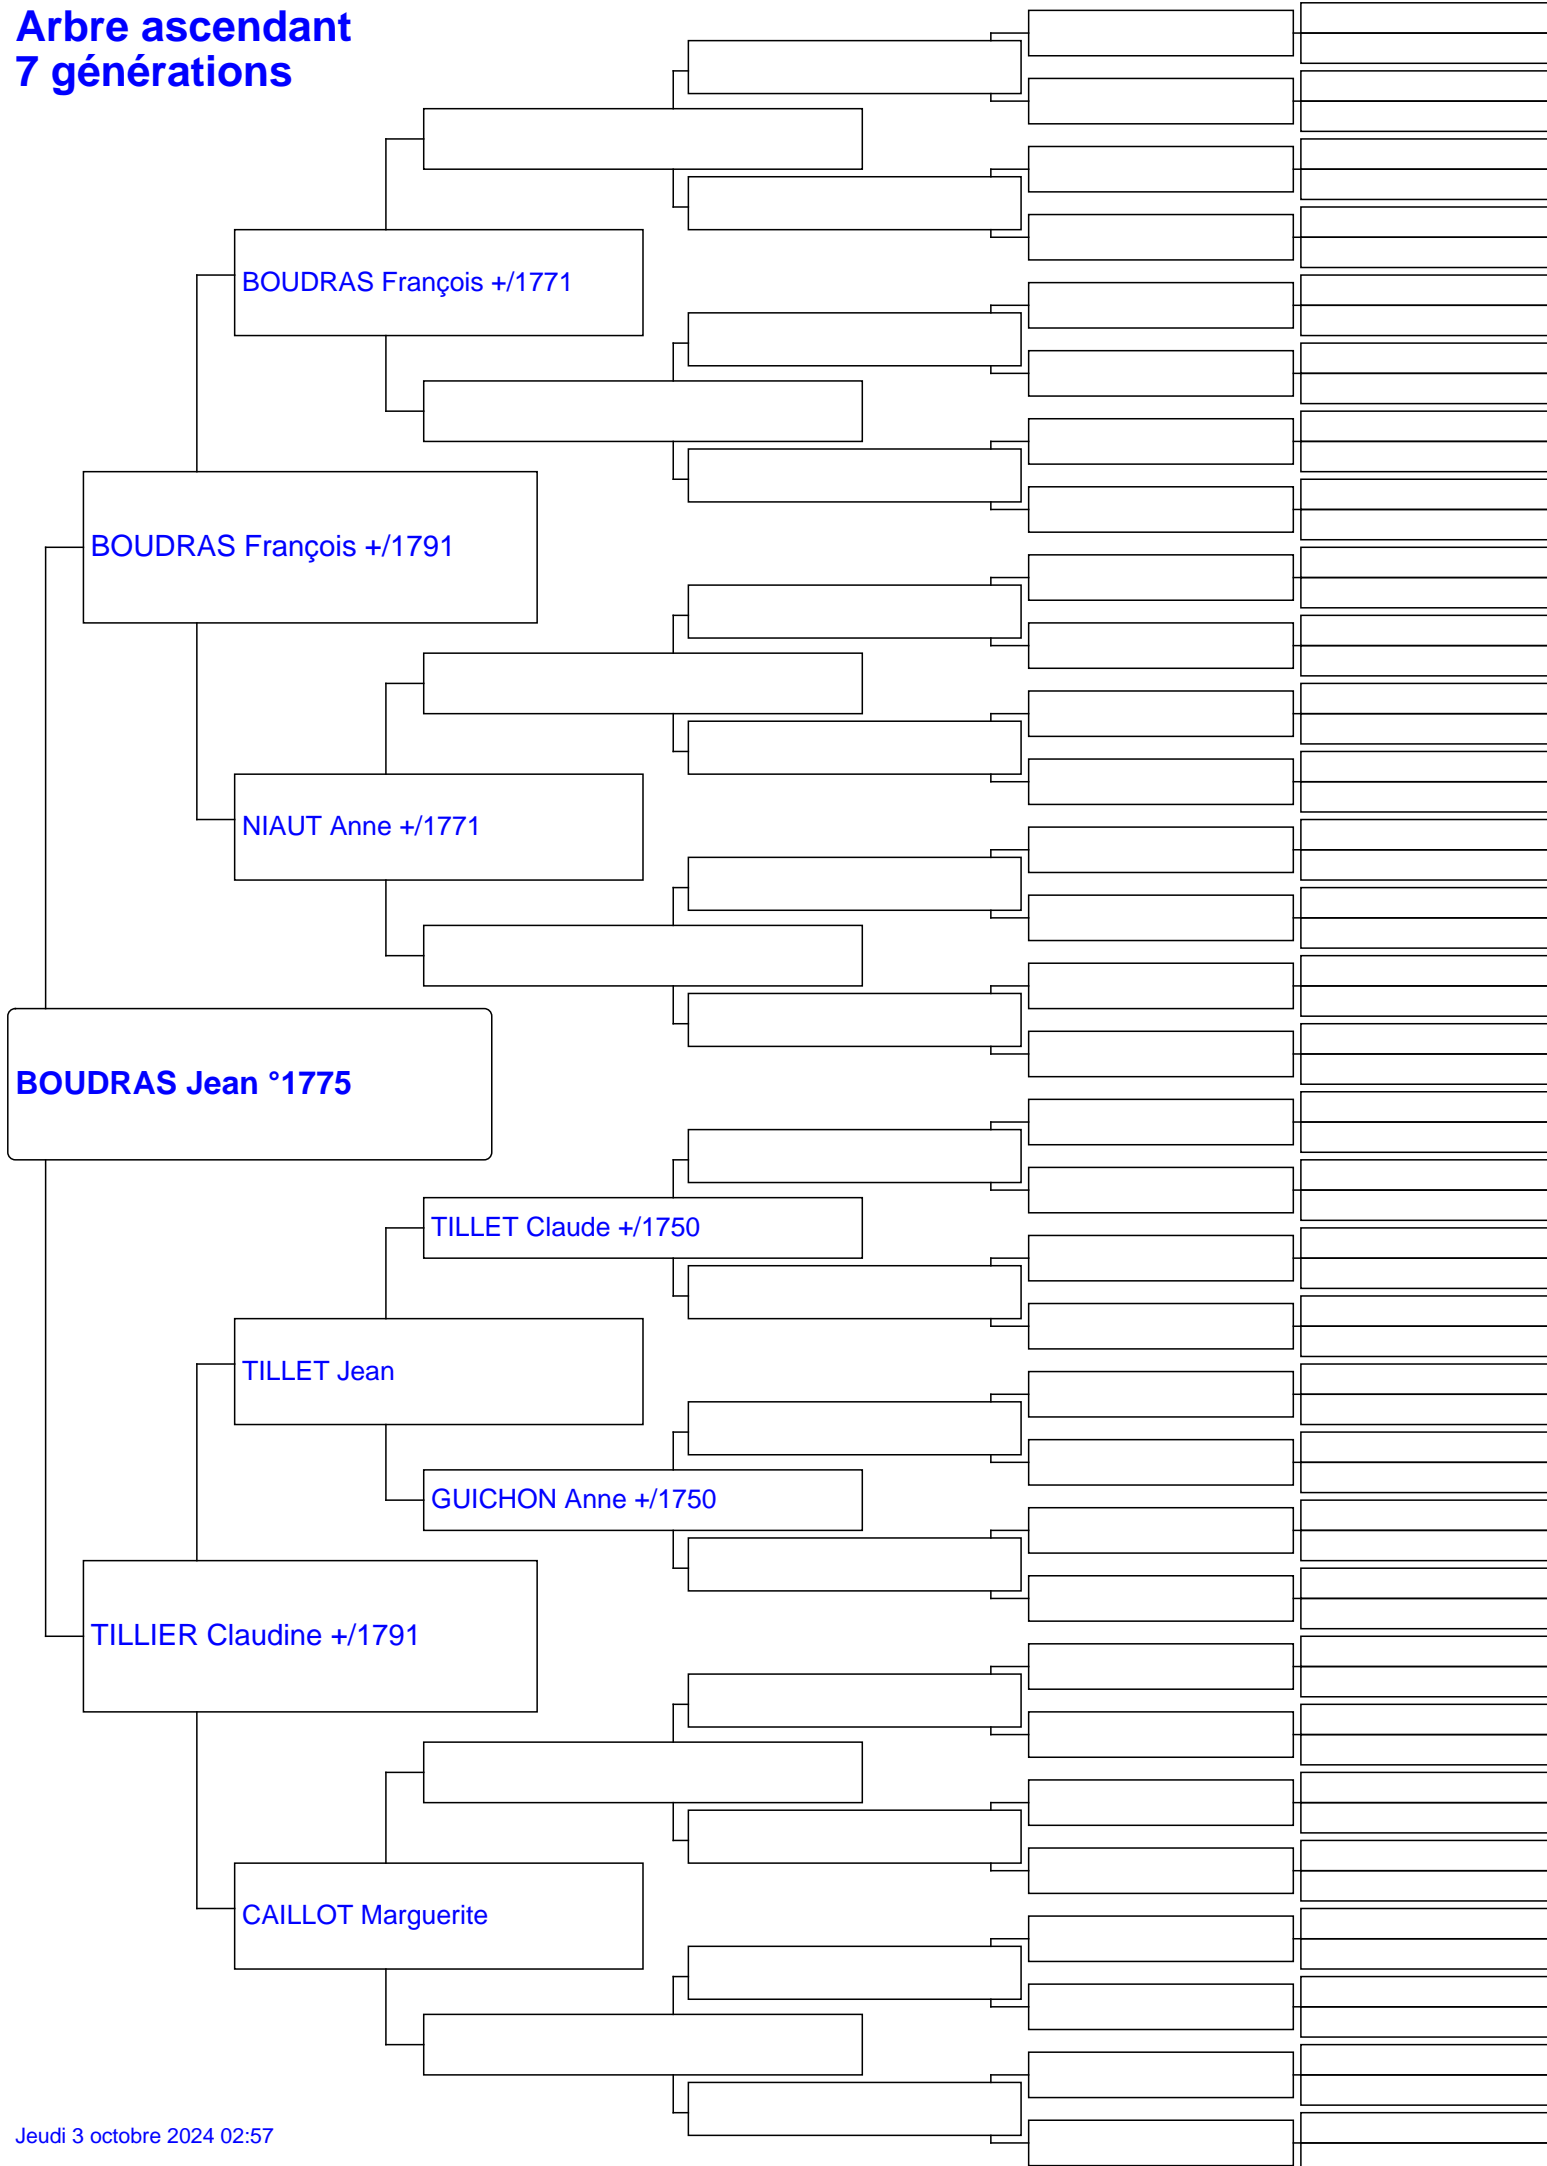 Arbre ascendant
7 générations
BOUDRAS François +/1771
BOUDRAS François +/1791
NIAUT Anne +/1771
BOUDRAS Jean °1775
TILLET Claude +/1750
TILLET Jean
GUICHON Anne +/1750
TILLIER Claudine +/1791
CAILLOT Marguerite
Jeudi 3 octobre 2024 02:57